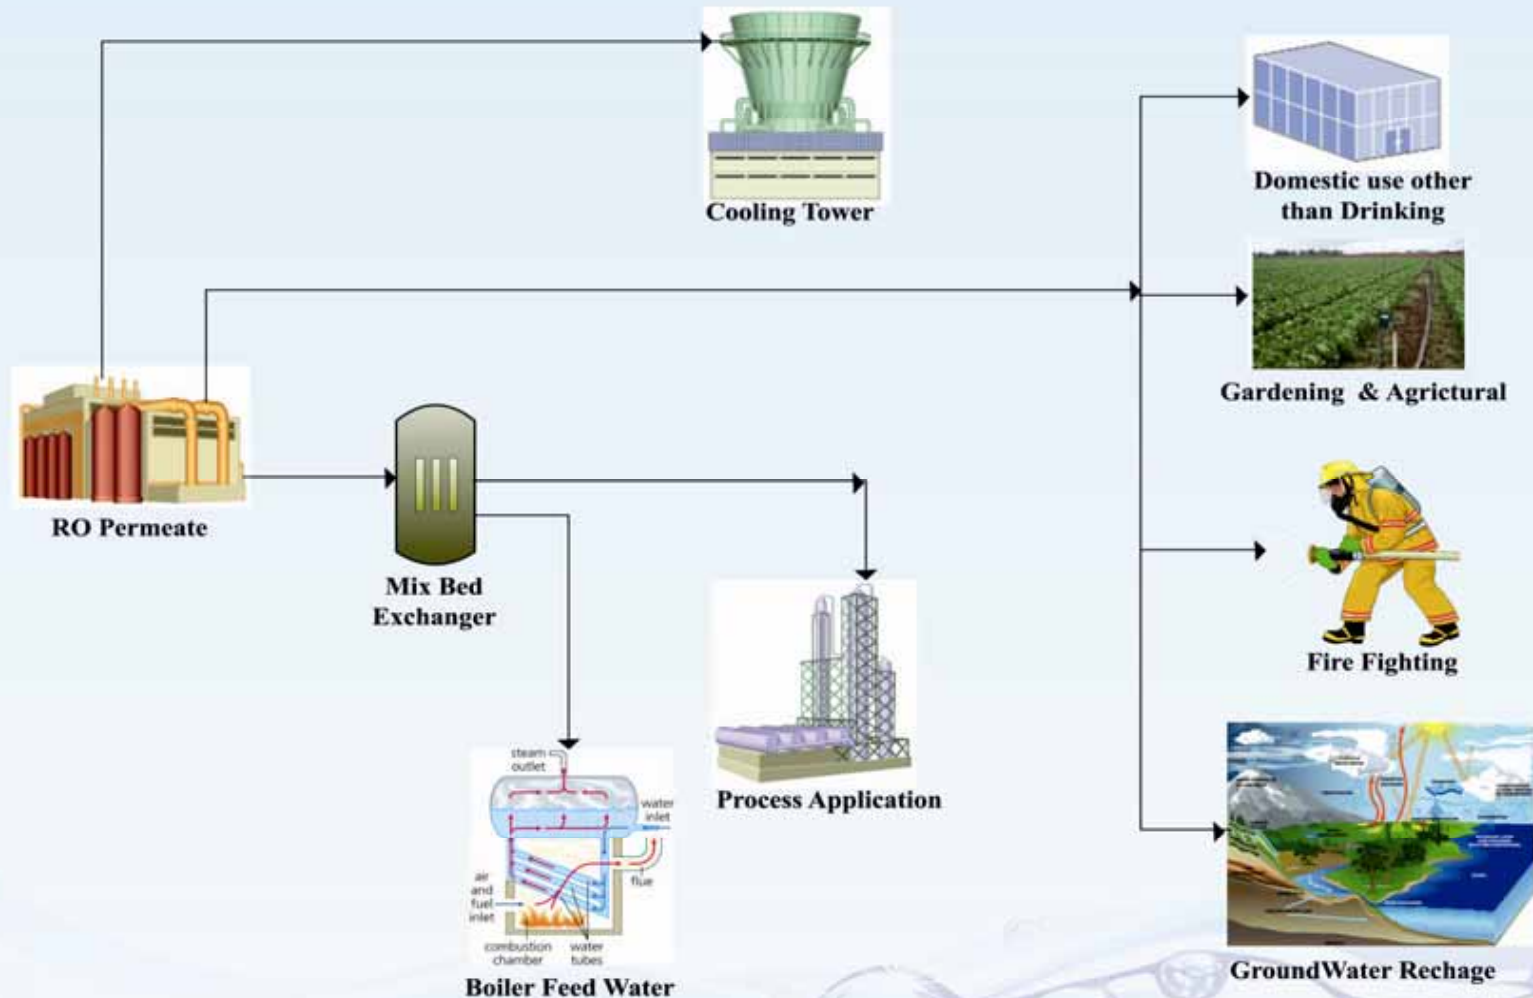 Cooling Tower
Domestic use other
than Drinking
Gardening & Agrictural
RO Permeate
Mix Bed
Exchanger
Fire Fighting
Process Application
steam
outlet
water
inlet
flue
air
and
fuel
inlet
combustion
chamber
water
tubes
Boiler Feed Water
GroundWater Rechage